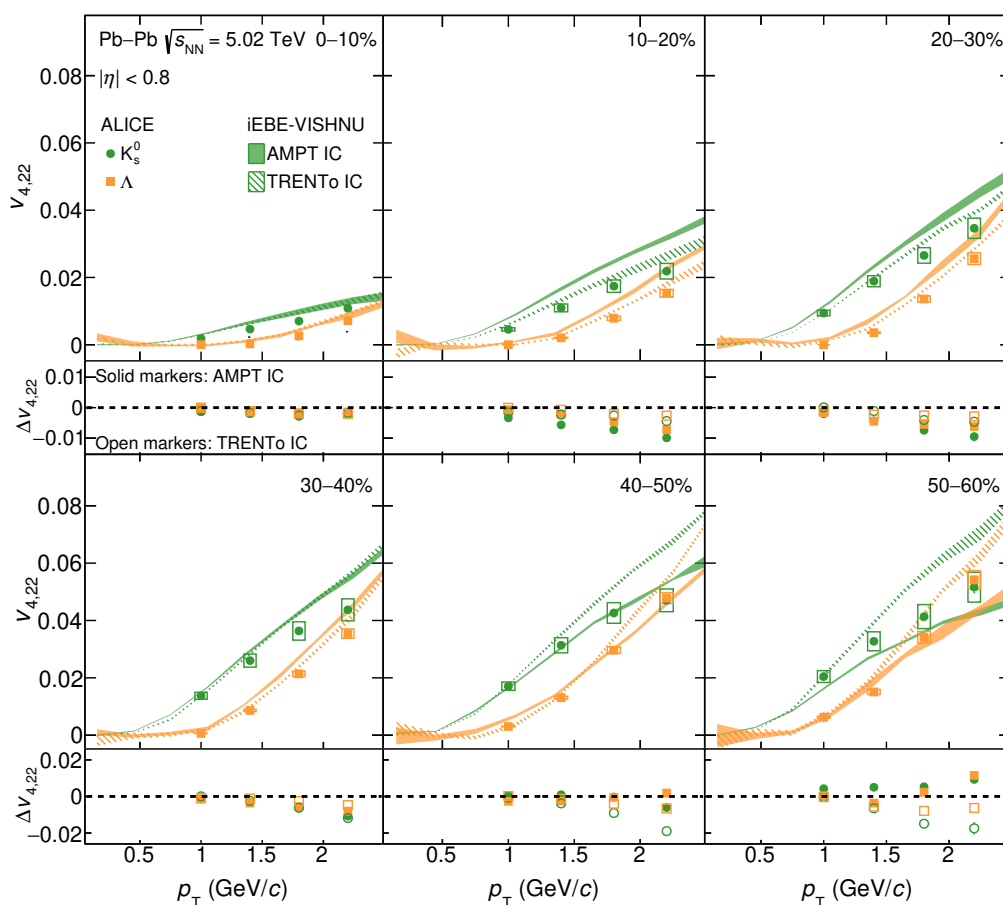 Pb–Pb √s_NN = 5.02 TeV 0–10%
|η| < 0.8
ALICE
K_s^0
Λ
iEBE-VISHNU
AMPT IC
TRENTo IC
10–20%
20–30%
v_4,22
0.08
0.06
0.04
0.02
0
Δv_4,22
0.01
0
−0.01
Solid markers: AMPT IC
Open markers: TRENTo IC
30–40%
40–50%
50–60%
v_4,22
0.08
0.06
0.04
0.02
0
Δv_4,22
0.02
0
−0.02
0.5 1 1.5 2
0.5 1 1.5 2
0.5 1 1.5 2
p_T (GeV/c)
p_T (GeV/c)
p_T (GeV/c)